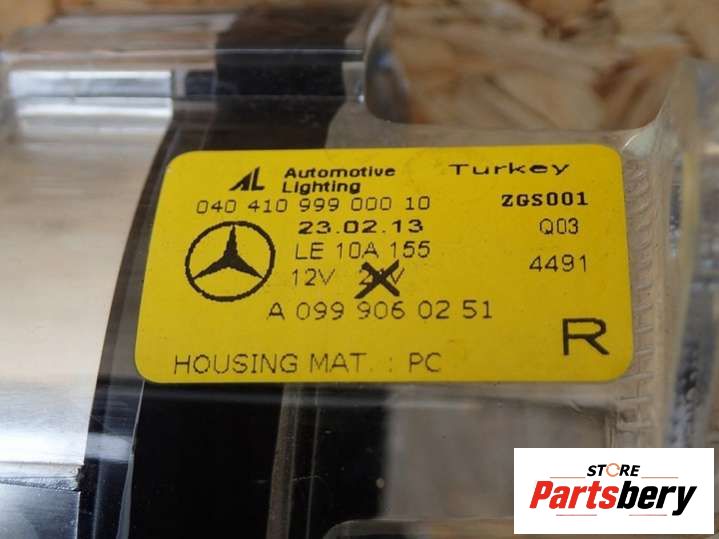 AL Automotive Lighting Turkey
040 410 999 000 10 ZGS001
23.02.13 Q03
LE 10A 155 4491
12V
A 099 906 02 51
R
HOUSING MAT. : PC
STORE
Partsbery